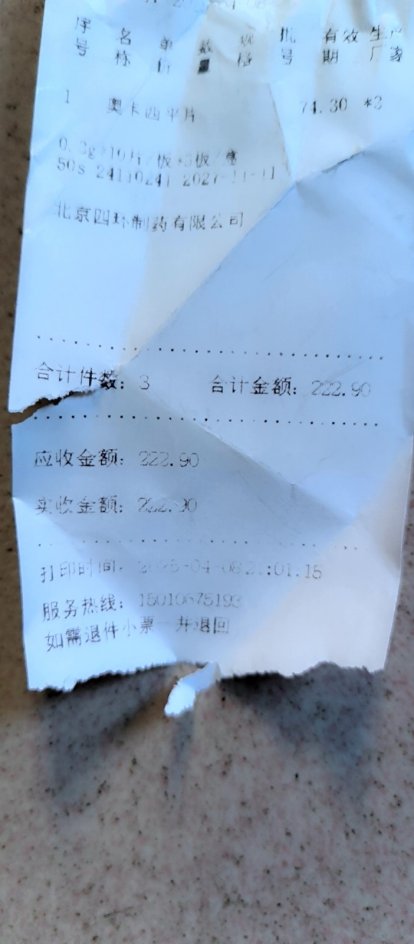 序 名 单 数 规 批 有效 生产
号 称 价 量 格 号 期 厂家
1 奥卡西平片 74.30 *3
0.3g*10片/板*5板/盒
50s 24110241 2027-11-11
北京四环制药有限公司
合计件数: 3 合计金额: 222.90
应收金额: 222.90
实收金额: 222.90
打印时间:
服务热线:
如需退件小票一并退回